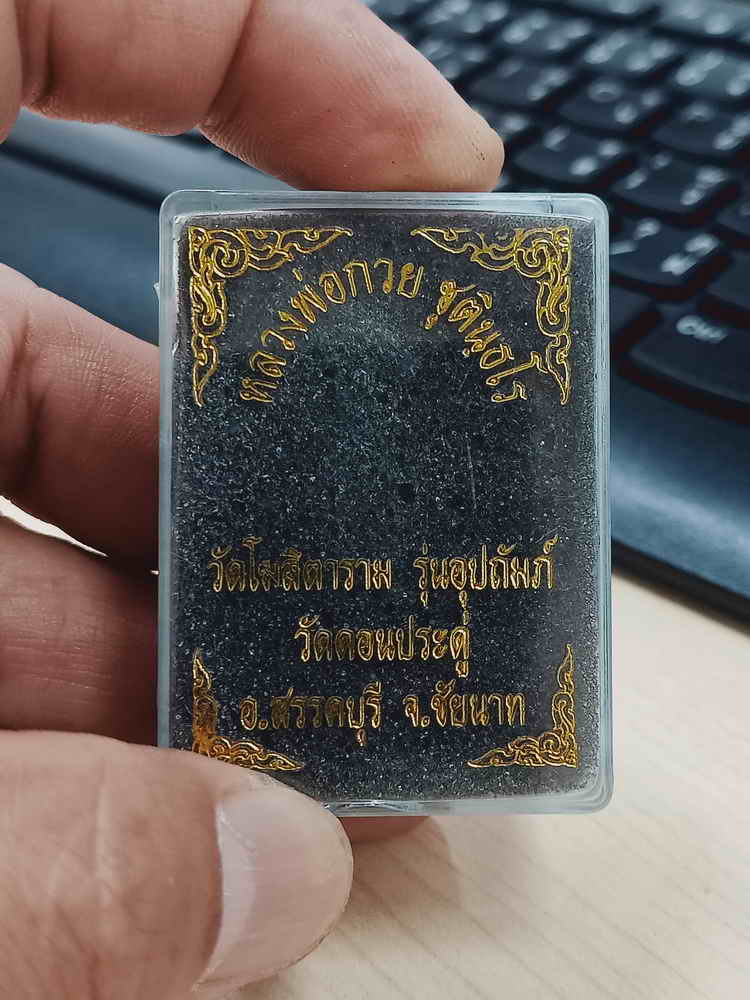 หลวงพ่อกวย ชุตินฺธโร
วัดโฆสิตาราม รุ่นอุปถัมภ์
วัดดอนประดู่
อ.สรรคบุรี จ.ชัยนาท
Ctrl